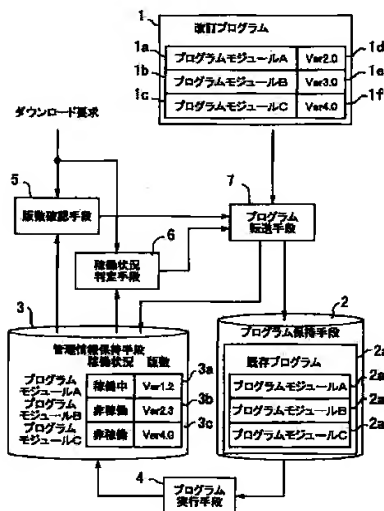 1
改訂プログラム
1a プログラムモジュールA Ver2.0 1d
1b プログラムモジュールB Ver3.0 1e
1c プログラムモジュールC Ver4.0 1f
ダウンロード要求
5
版数確認手段
7
プログラム
転送手段
6
稼働状況
判定手段
3
管理情報保持手段
稼働状況 版数
プログラム
モジュールA 稼働中 Ver1.2 3a
プログラム
モジュールB 非稼働 Ver2.3 3b
プログラム
モジュールC 非稼働 Ver4.0 3c
2
プログラム保持手段
既存プログラム 2a
プログラムモジュールA 2a
プログラムモジュールB 2a
プログラムモジュールC 2a
4
プログラム
実行手段